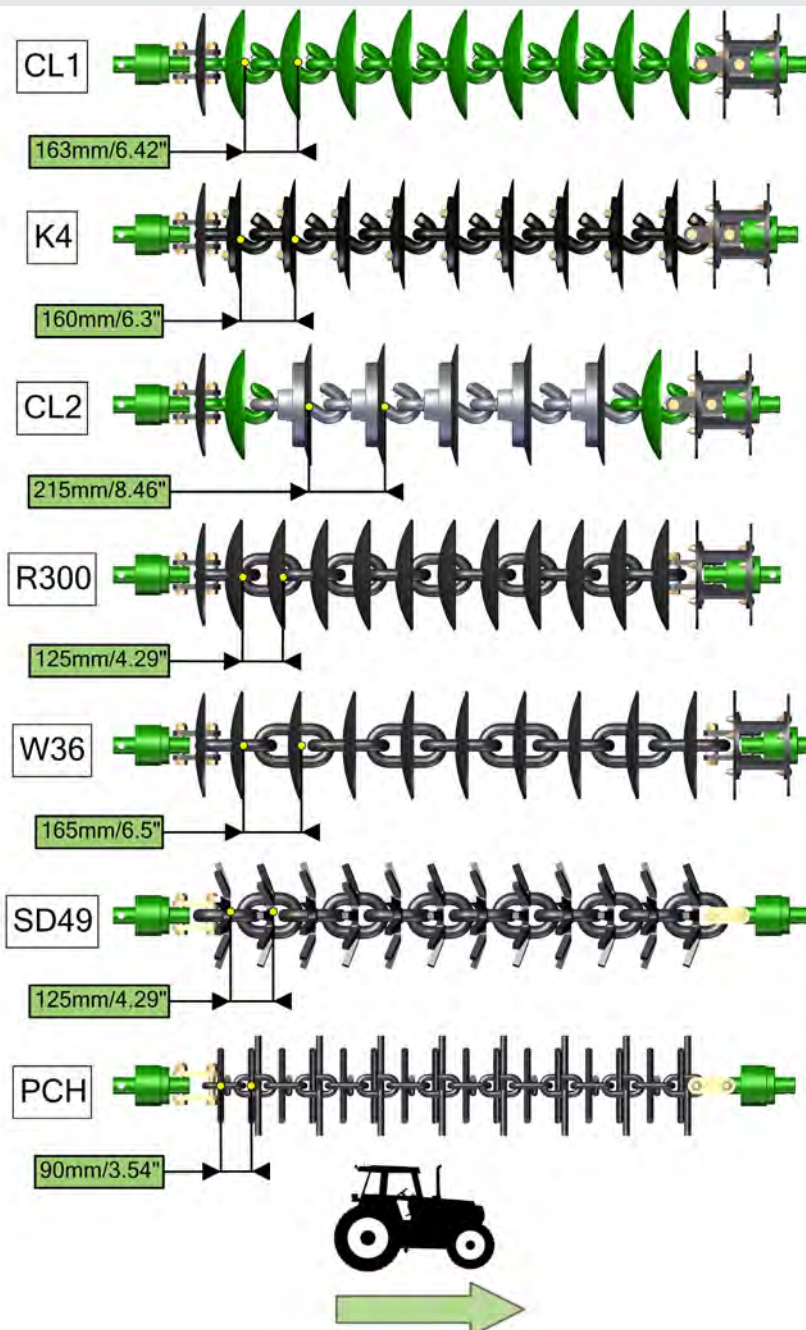 CL1
163mm/6.42"
K4
160mm/6.3"
CL2
215mm/8.46"
R300
125mm/4.29"
W36
165mm/6.5"
SD49
125mm/4.29"
PCH
90mm/3.54"